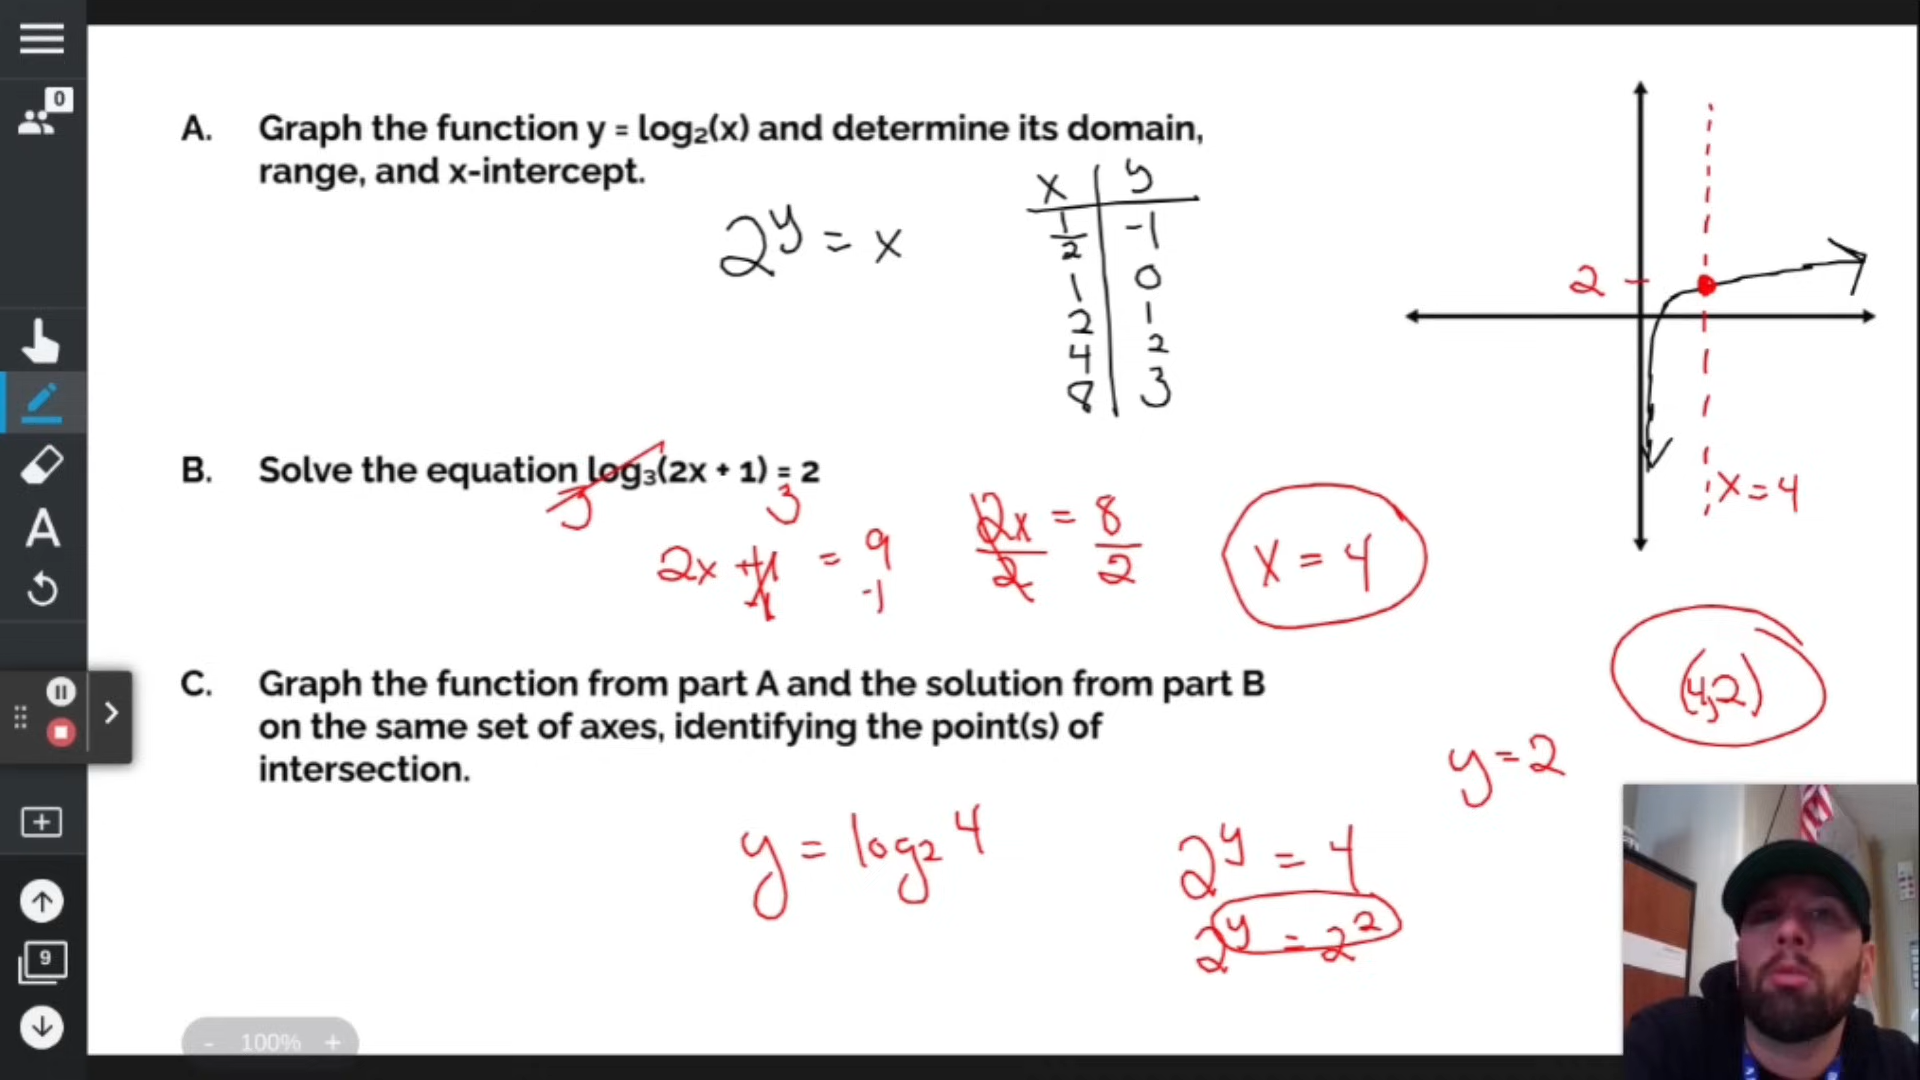 0
A. Graph the function y = log₂(x) and determine its domain,
range, and x-intercept.
2^y = x
x | y
1/2 | -1
1 | 0
2 | 1
4 | 2
8 | 3
2
x = 4
B. Solve the equation log₃(2x + 1) = 2
3 3
2x +1 = 9
-1 -1
2x = 8
2 2
x = 4
(4,2)
C. Graph the function from part A and the solution from part B
on the same set of axes, identifying the point(s) of
intersection.
y = 2
y = log₂ 4
2^y = 4
2^y = 2^2
A
9
- 100% +